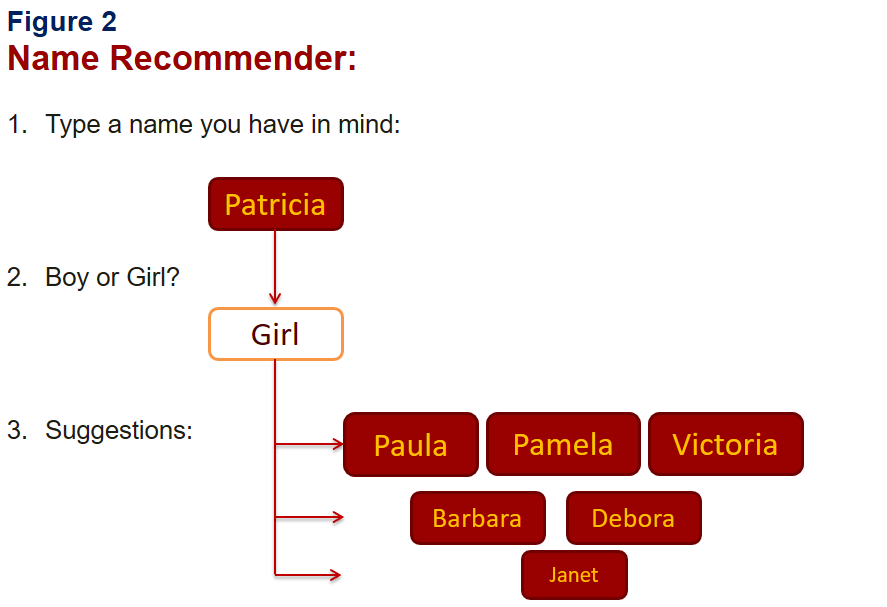 Figure 2
Name Recommender:
1. Type a name you have in mind:
Patricia
2. Boy or Girl?
Girl
3. Suggestions:
Paula Pamela Victoria
Barbara Debora
Janet